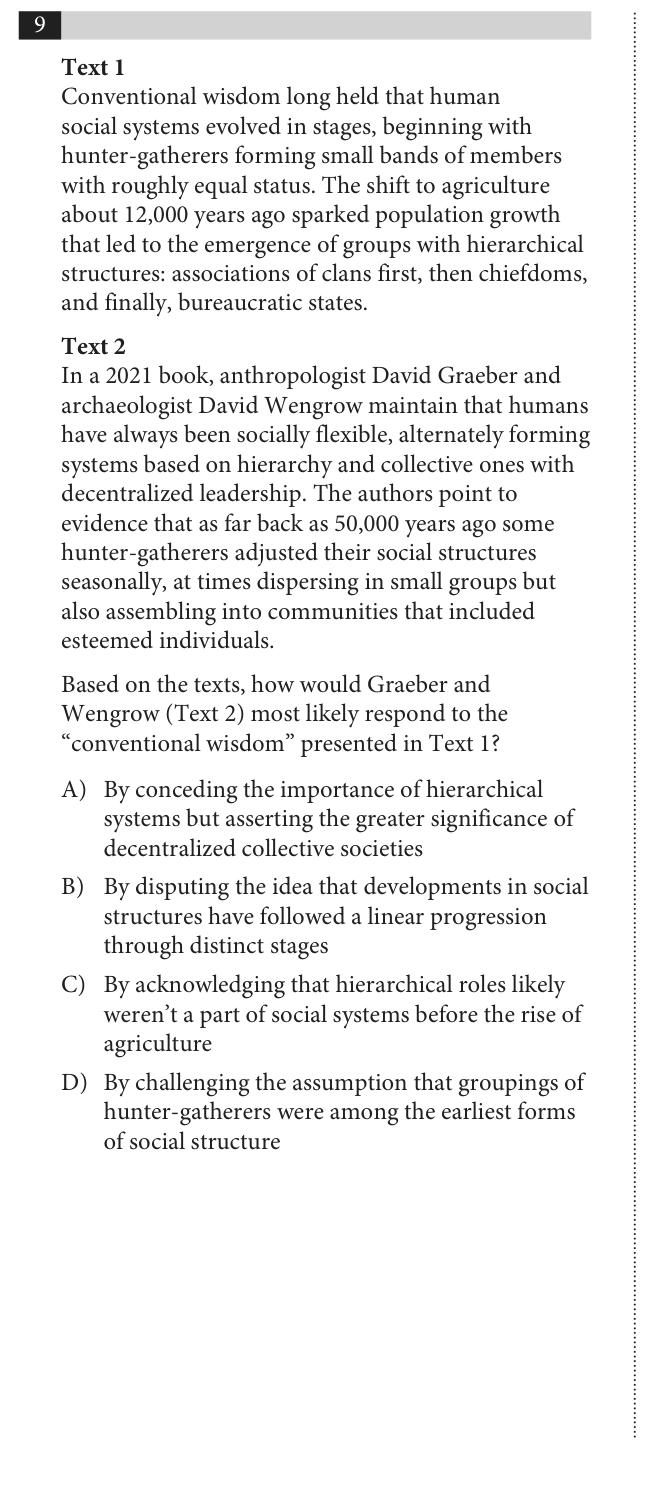 9
Text 1
Conventional wisdom long held that human
social systems evolved in stages, beginning with
hunter-gatherers forming small bands of members
with roughly equal status. The shift to agriculture
about 12,000 years ago sparked population growth
that led to the emergence of groups with hierarchical
structures: associations of clans first, then chiefdoms,
and finally, bureaucratic states.
Text 2
In a 2021 book, anthropologist David Graeber and
archaeologist David Wengrow maintain that humans
have always been socially flexible, alternately forming
systems based on hierarchy and collective ones with
decentralized leadership. The authors point to
evidence that as far back as 50,000 years ago some
hunter-gatherers adjusted their social structures
seasonally, at times dispersing in small groups but
also assembling into communities that included
esteemed individuals.
Based on the texts, how would Graeber and
Wengrow (Text 2) most likely respond to the
“conventional wisdom” presented in Text 1?
A) By conceding the importance of hierarchical
systems but asserting the greater significance of
decentralized collective societies
B) By disputing the idea that developments in social
structures have followed a linear progression
through distinct stages
C) By acknowledging that hierarchical roles likely
weren’t a part of social systems before the rise of
agriculture
D) By challenging the assumption that groupings of
hunter-gatherers were among the earliest forms
of social structure